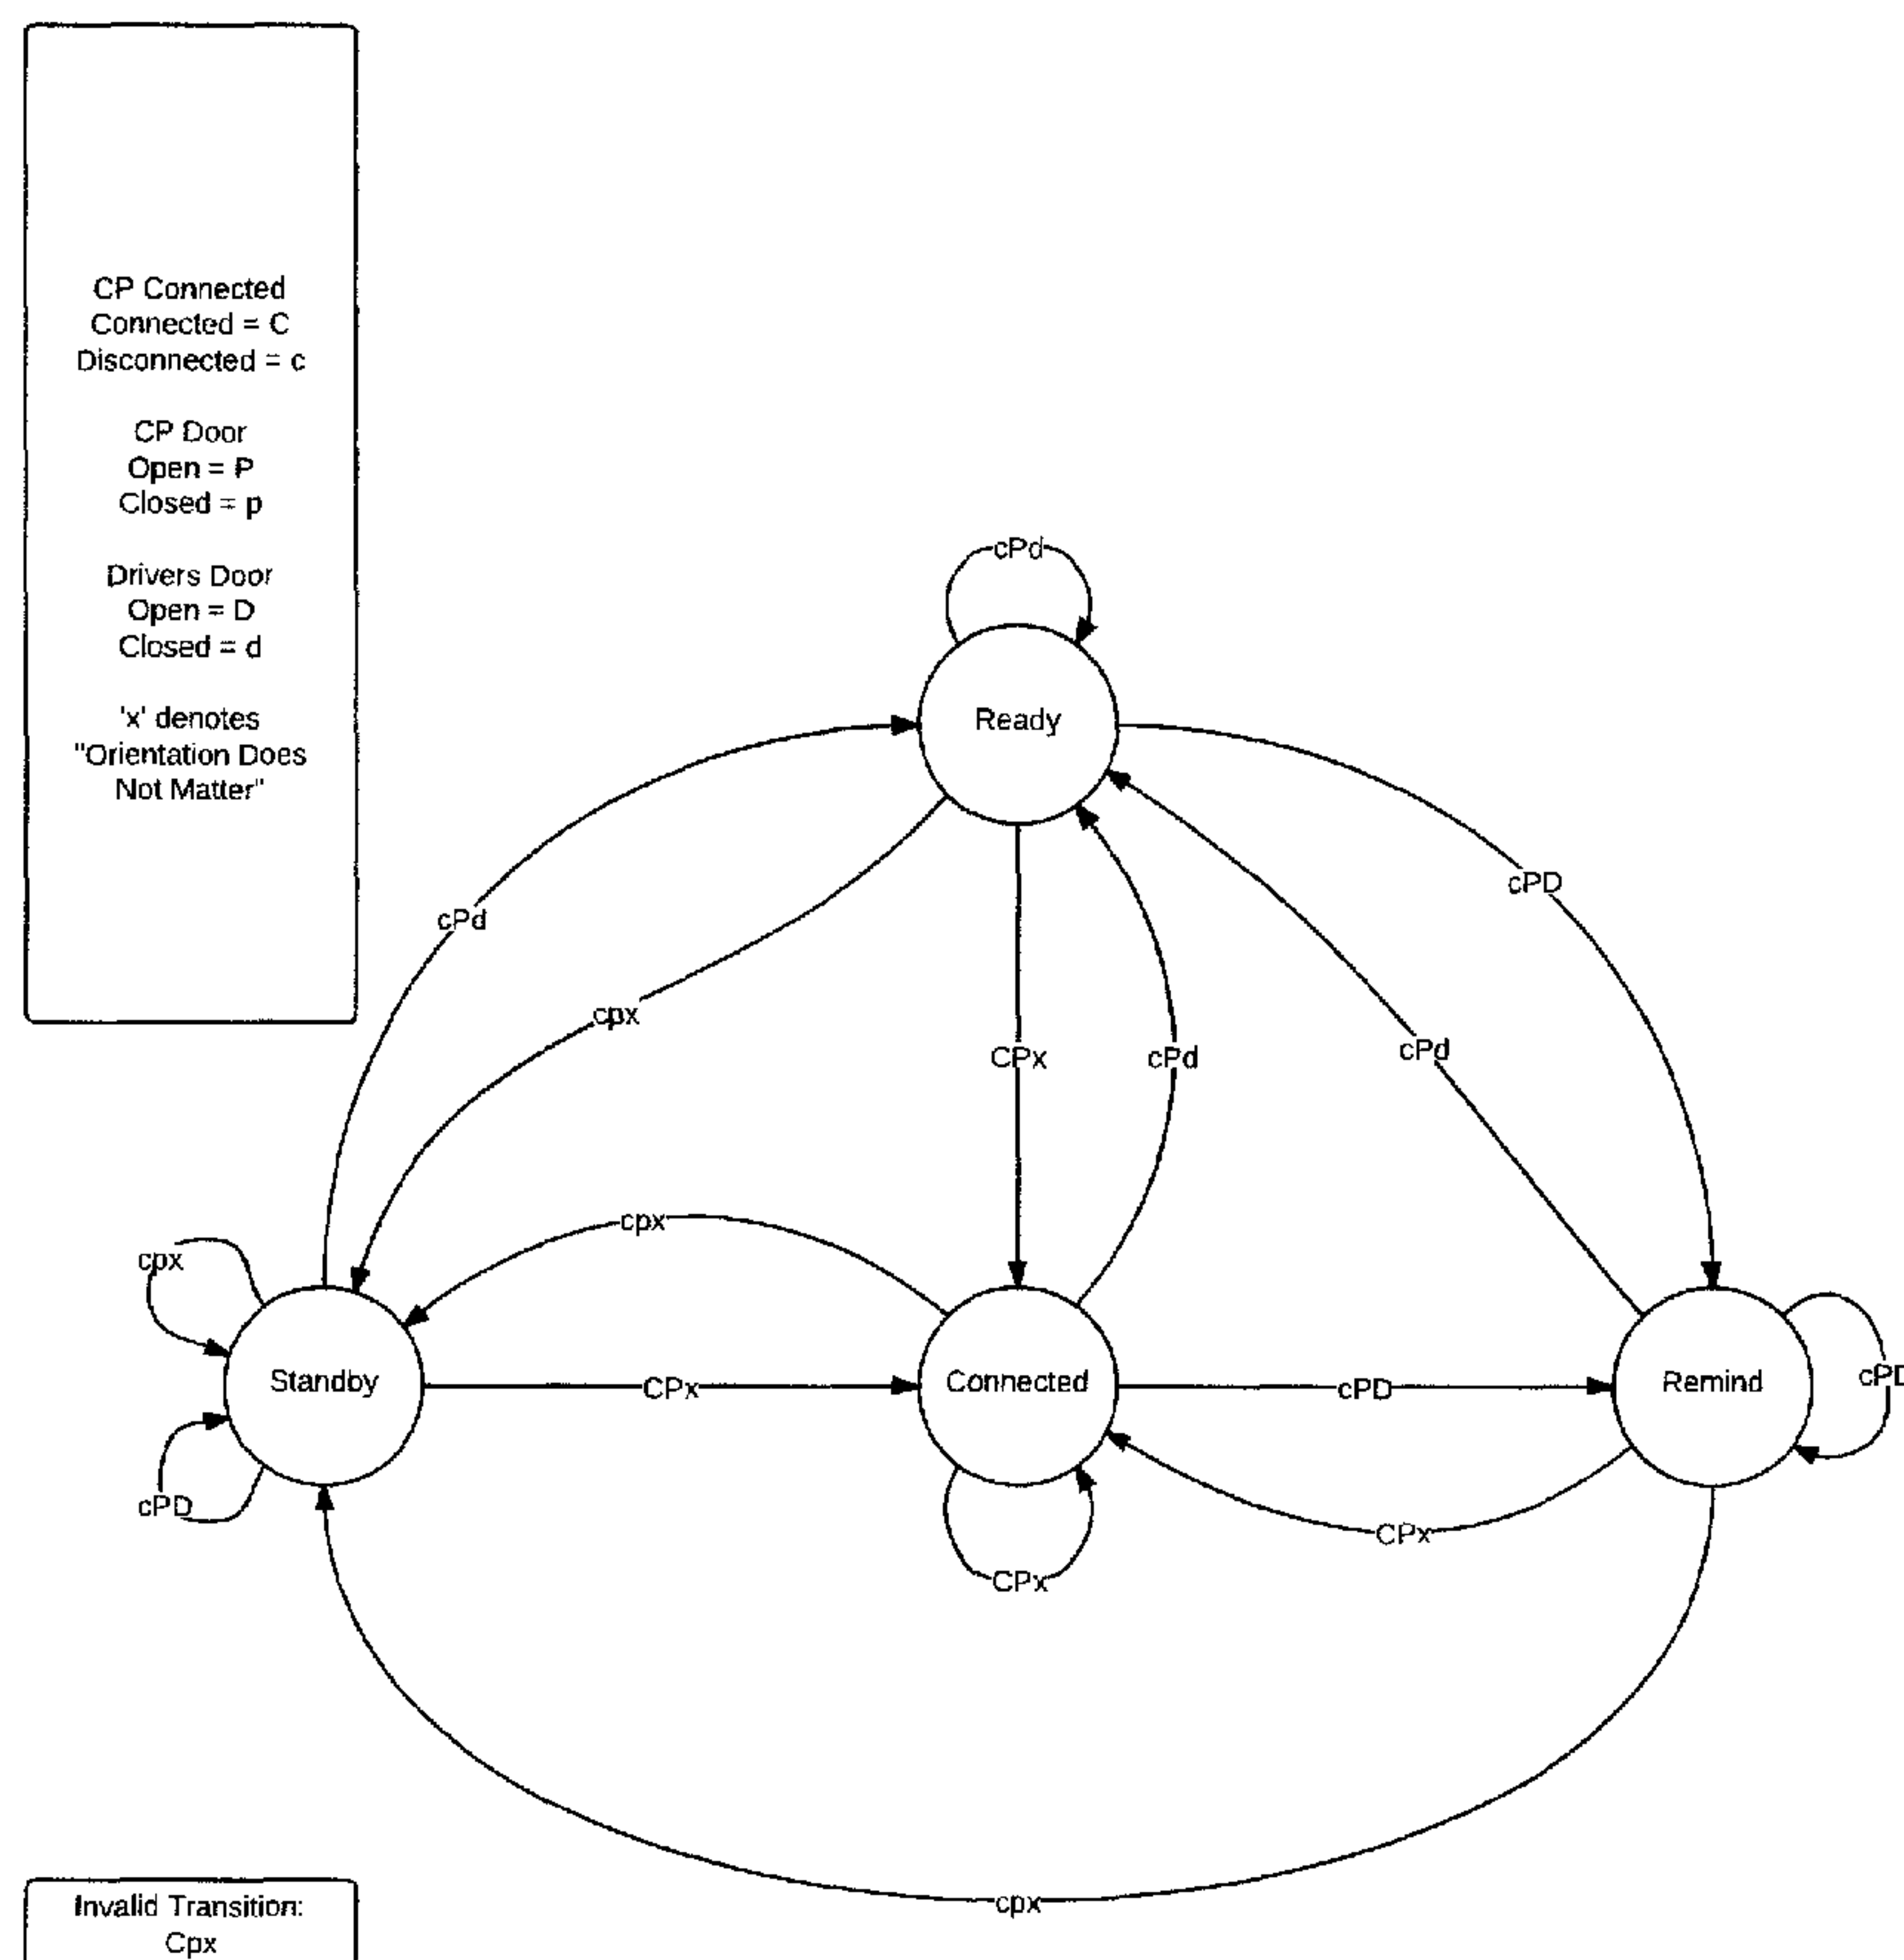 CP Connected
Connected = C
Disconnected = c
CP Door
Open = P
Closed = p
Drivers Door
Open = D
Closed = d
'x' denotes
"Orientation Does
Not Matter"
cPd
Ready
cPD
cPd
cpx
CPx
cPd
cPd
cpx
cpx
Standby
CPx
Connected
cPD
Remind
cPD
cPD
CPx
CPx
cpx
Invalid Transition:
Cpx